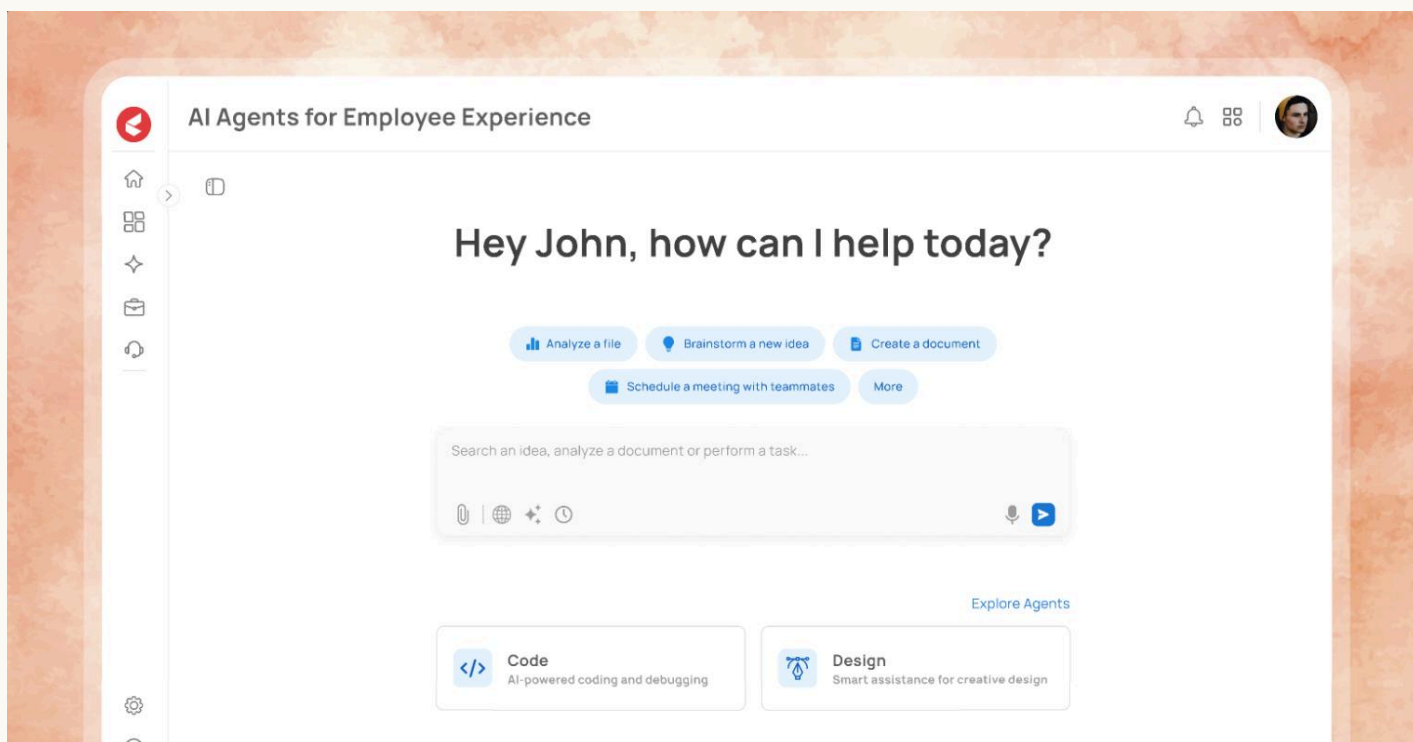 AI Agents for Employee Experience
Hey John, how can I help today?
Analyze a file
Brainstorm a new idea
Create a document
Schedule a meeting with teammates
More
Search an idea, analyze a document or perform a task...
Explore Agents
Code
AI-powered coding and debugging
Design
Smart assistance for creative design